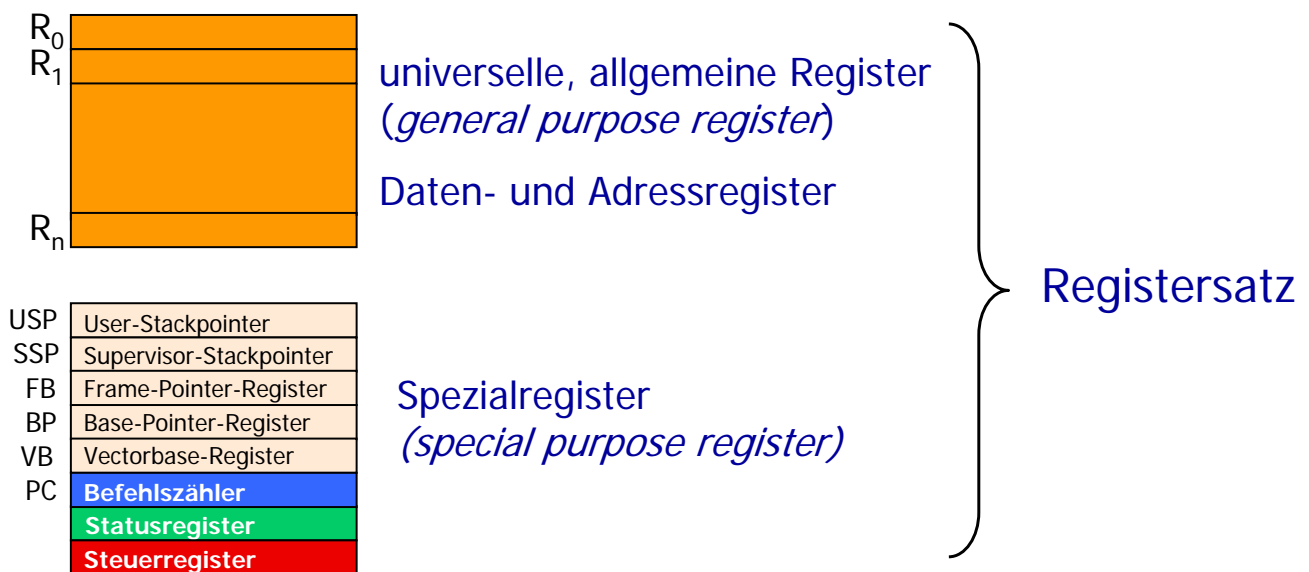 R0
R1
universelle, allgemeine Register
(general purpose register)
Daten- und Adressregister
Rn
Registersatz
USP User-Stackpointer
SSP Supervisor-Stackpointer
FB Frame-Pointer-Register
BP Base-Pointer-Register
VB Vectorbase-Register
PC Befehlszähler
Statusregister
Steuerregister
Spezialregister
(special purpose register)